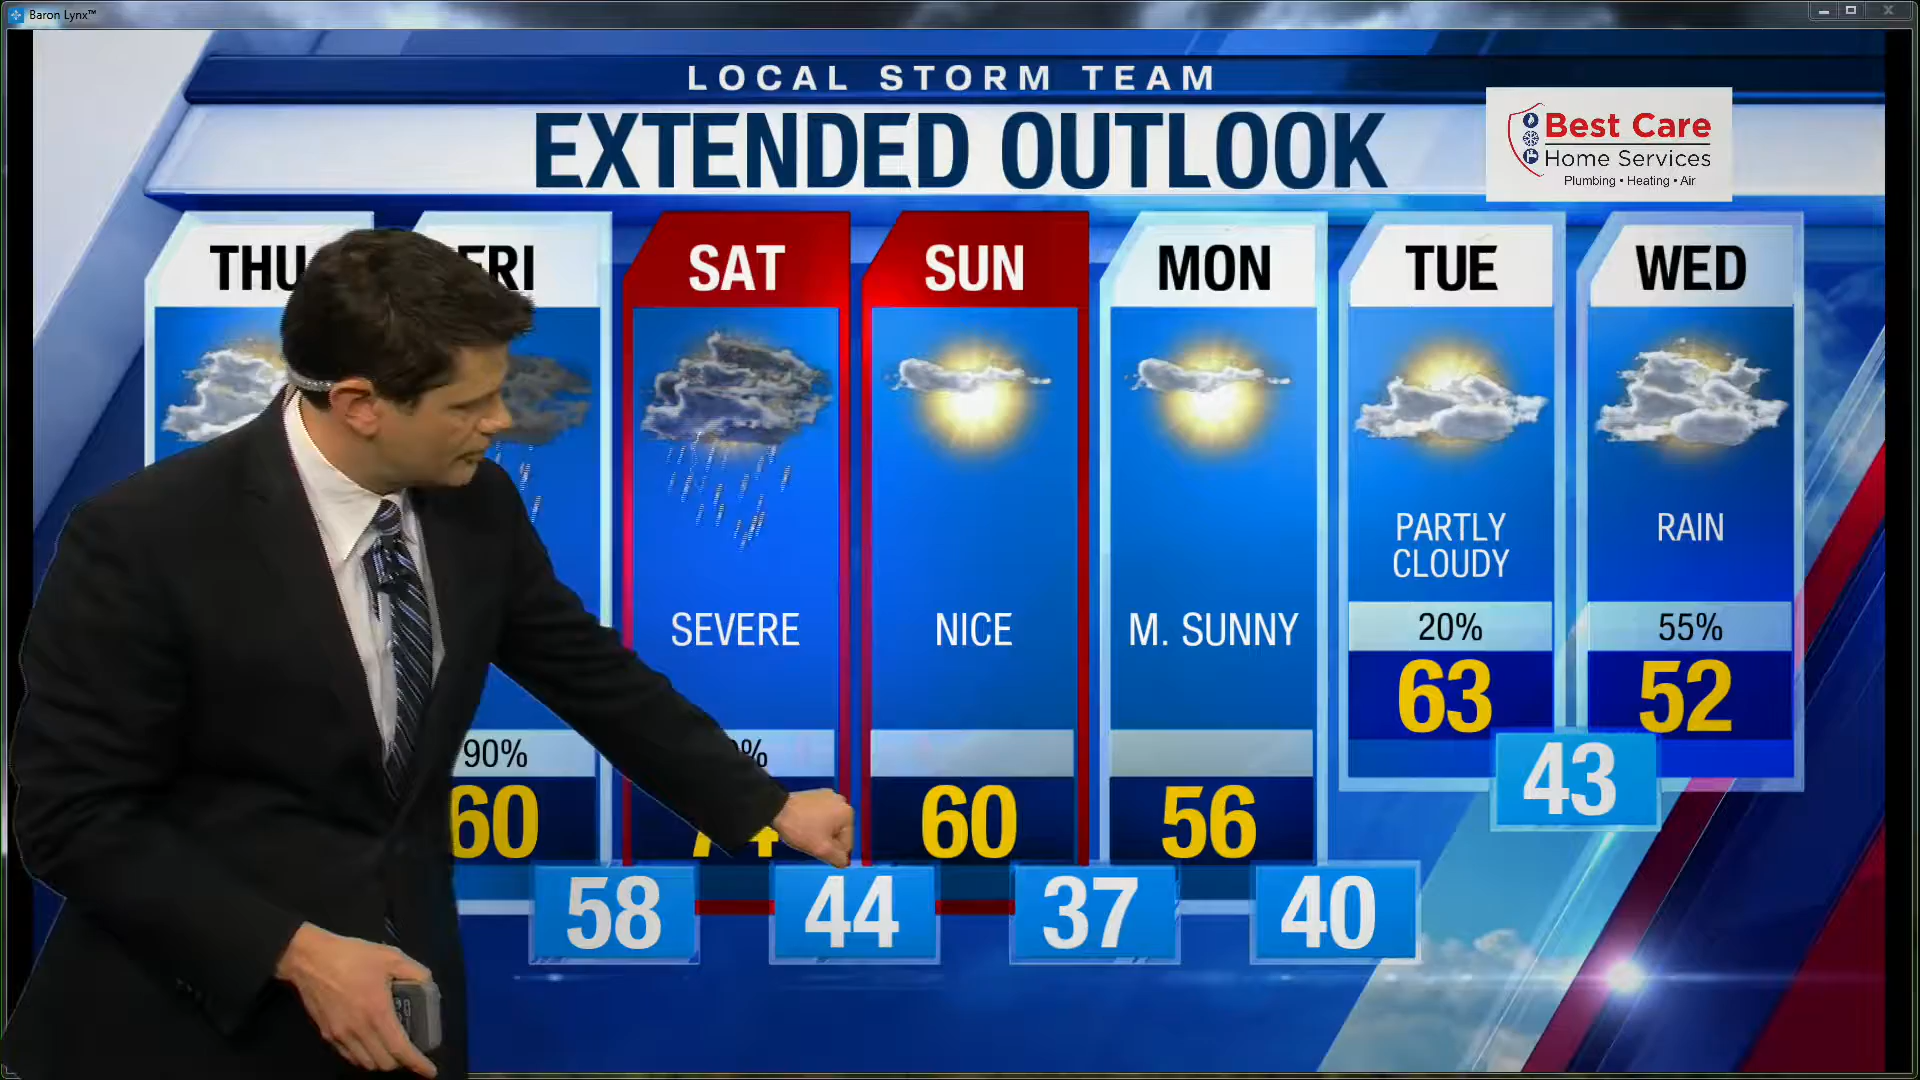 Baron Lynx™
LOCAL STORM TEAM
EXTENDED OUTLOOK
Best Care
Home Services
Plumbing • Heating • Air
THU
FRI
SAT
SUN
MON
TUE
WED
PARTLY
CLOUDY
RAIN
SEVERE
NICE
M. SUNNY
20%
55%
63
52
90%
43
60
60
56
58
44
37
40